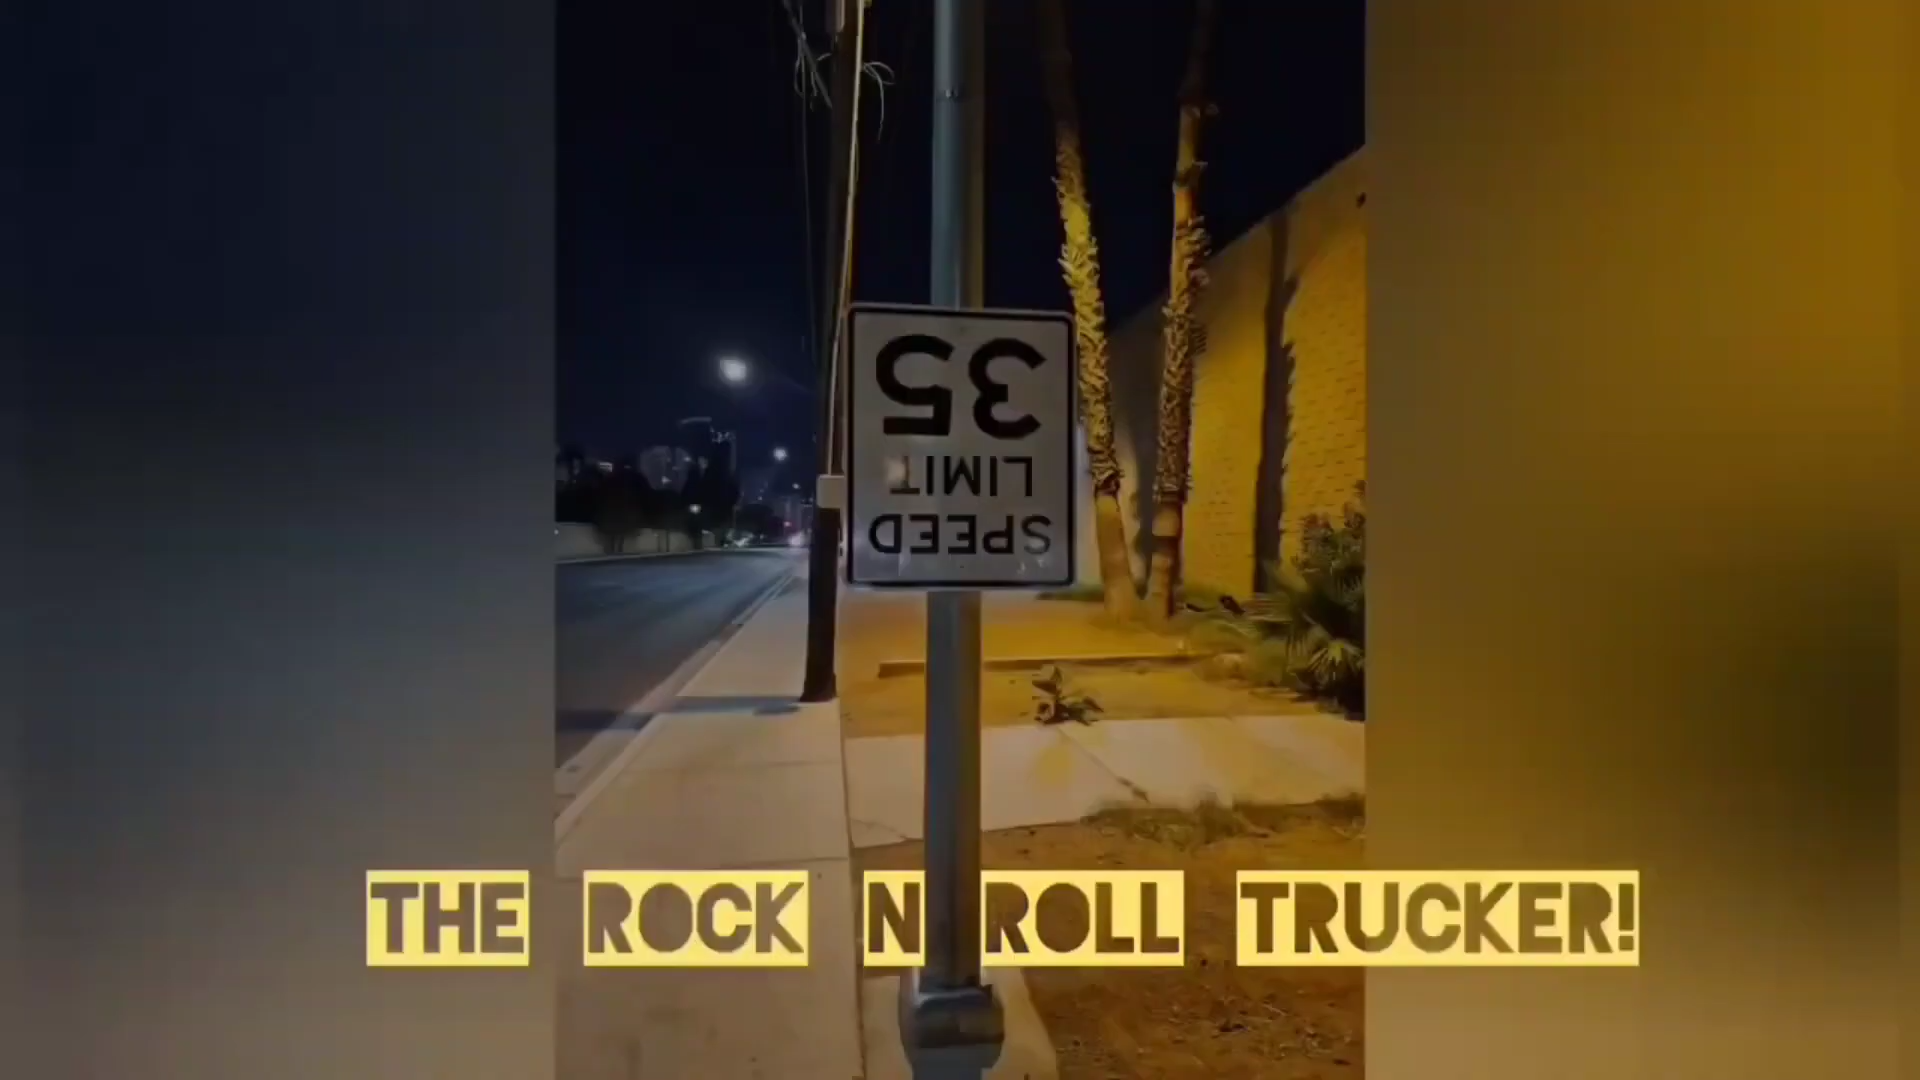 SPEED
LIMIT
35
THE ROCK N ROLL TRUCKER!